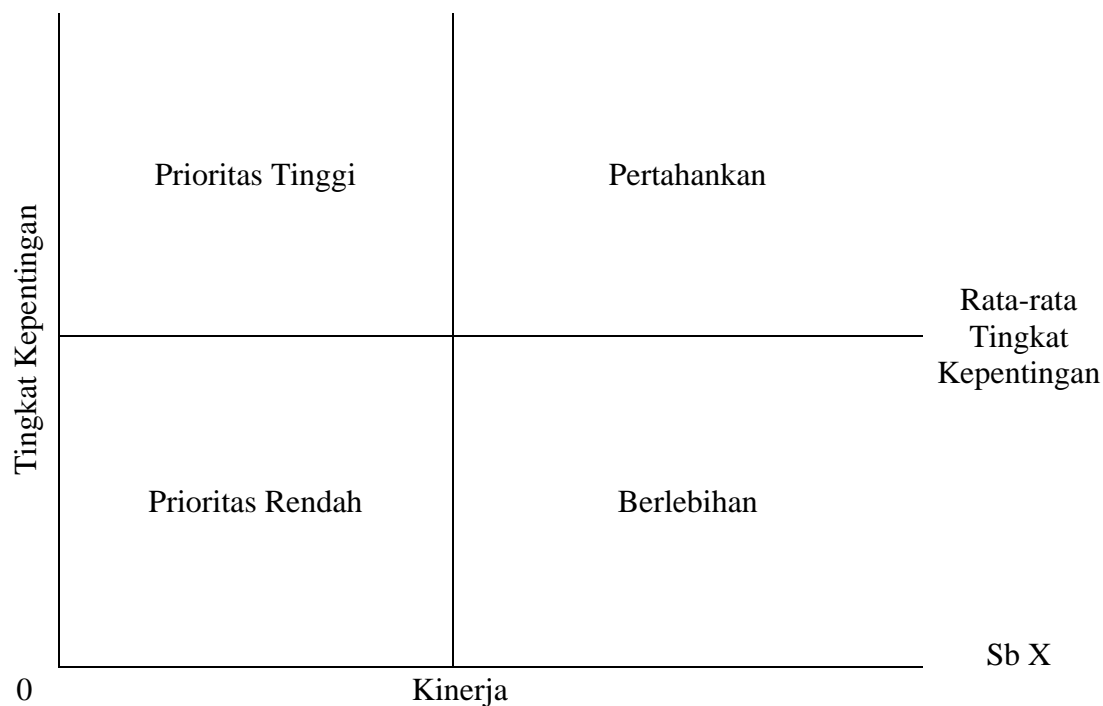 Prioritas Tinggi
Pertahankan
Tingkat Kepentingan
Rata-rata
Tingkat
Kepentingan
Prioritas Rendah
Berlebihan
Sb X
0
Kinerja